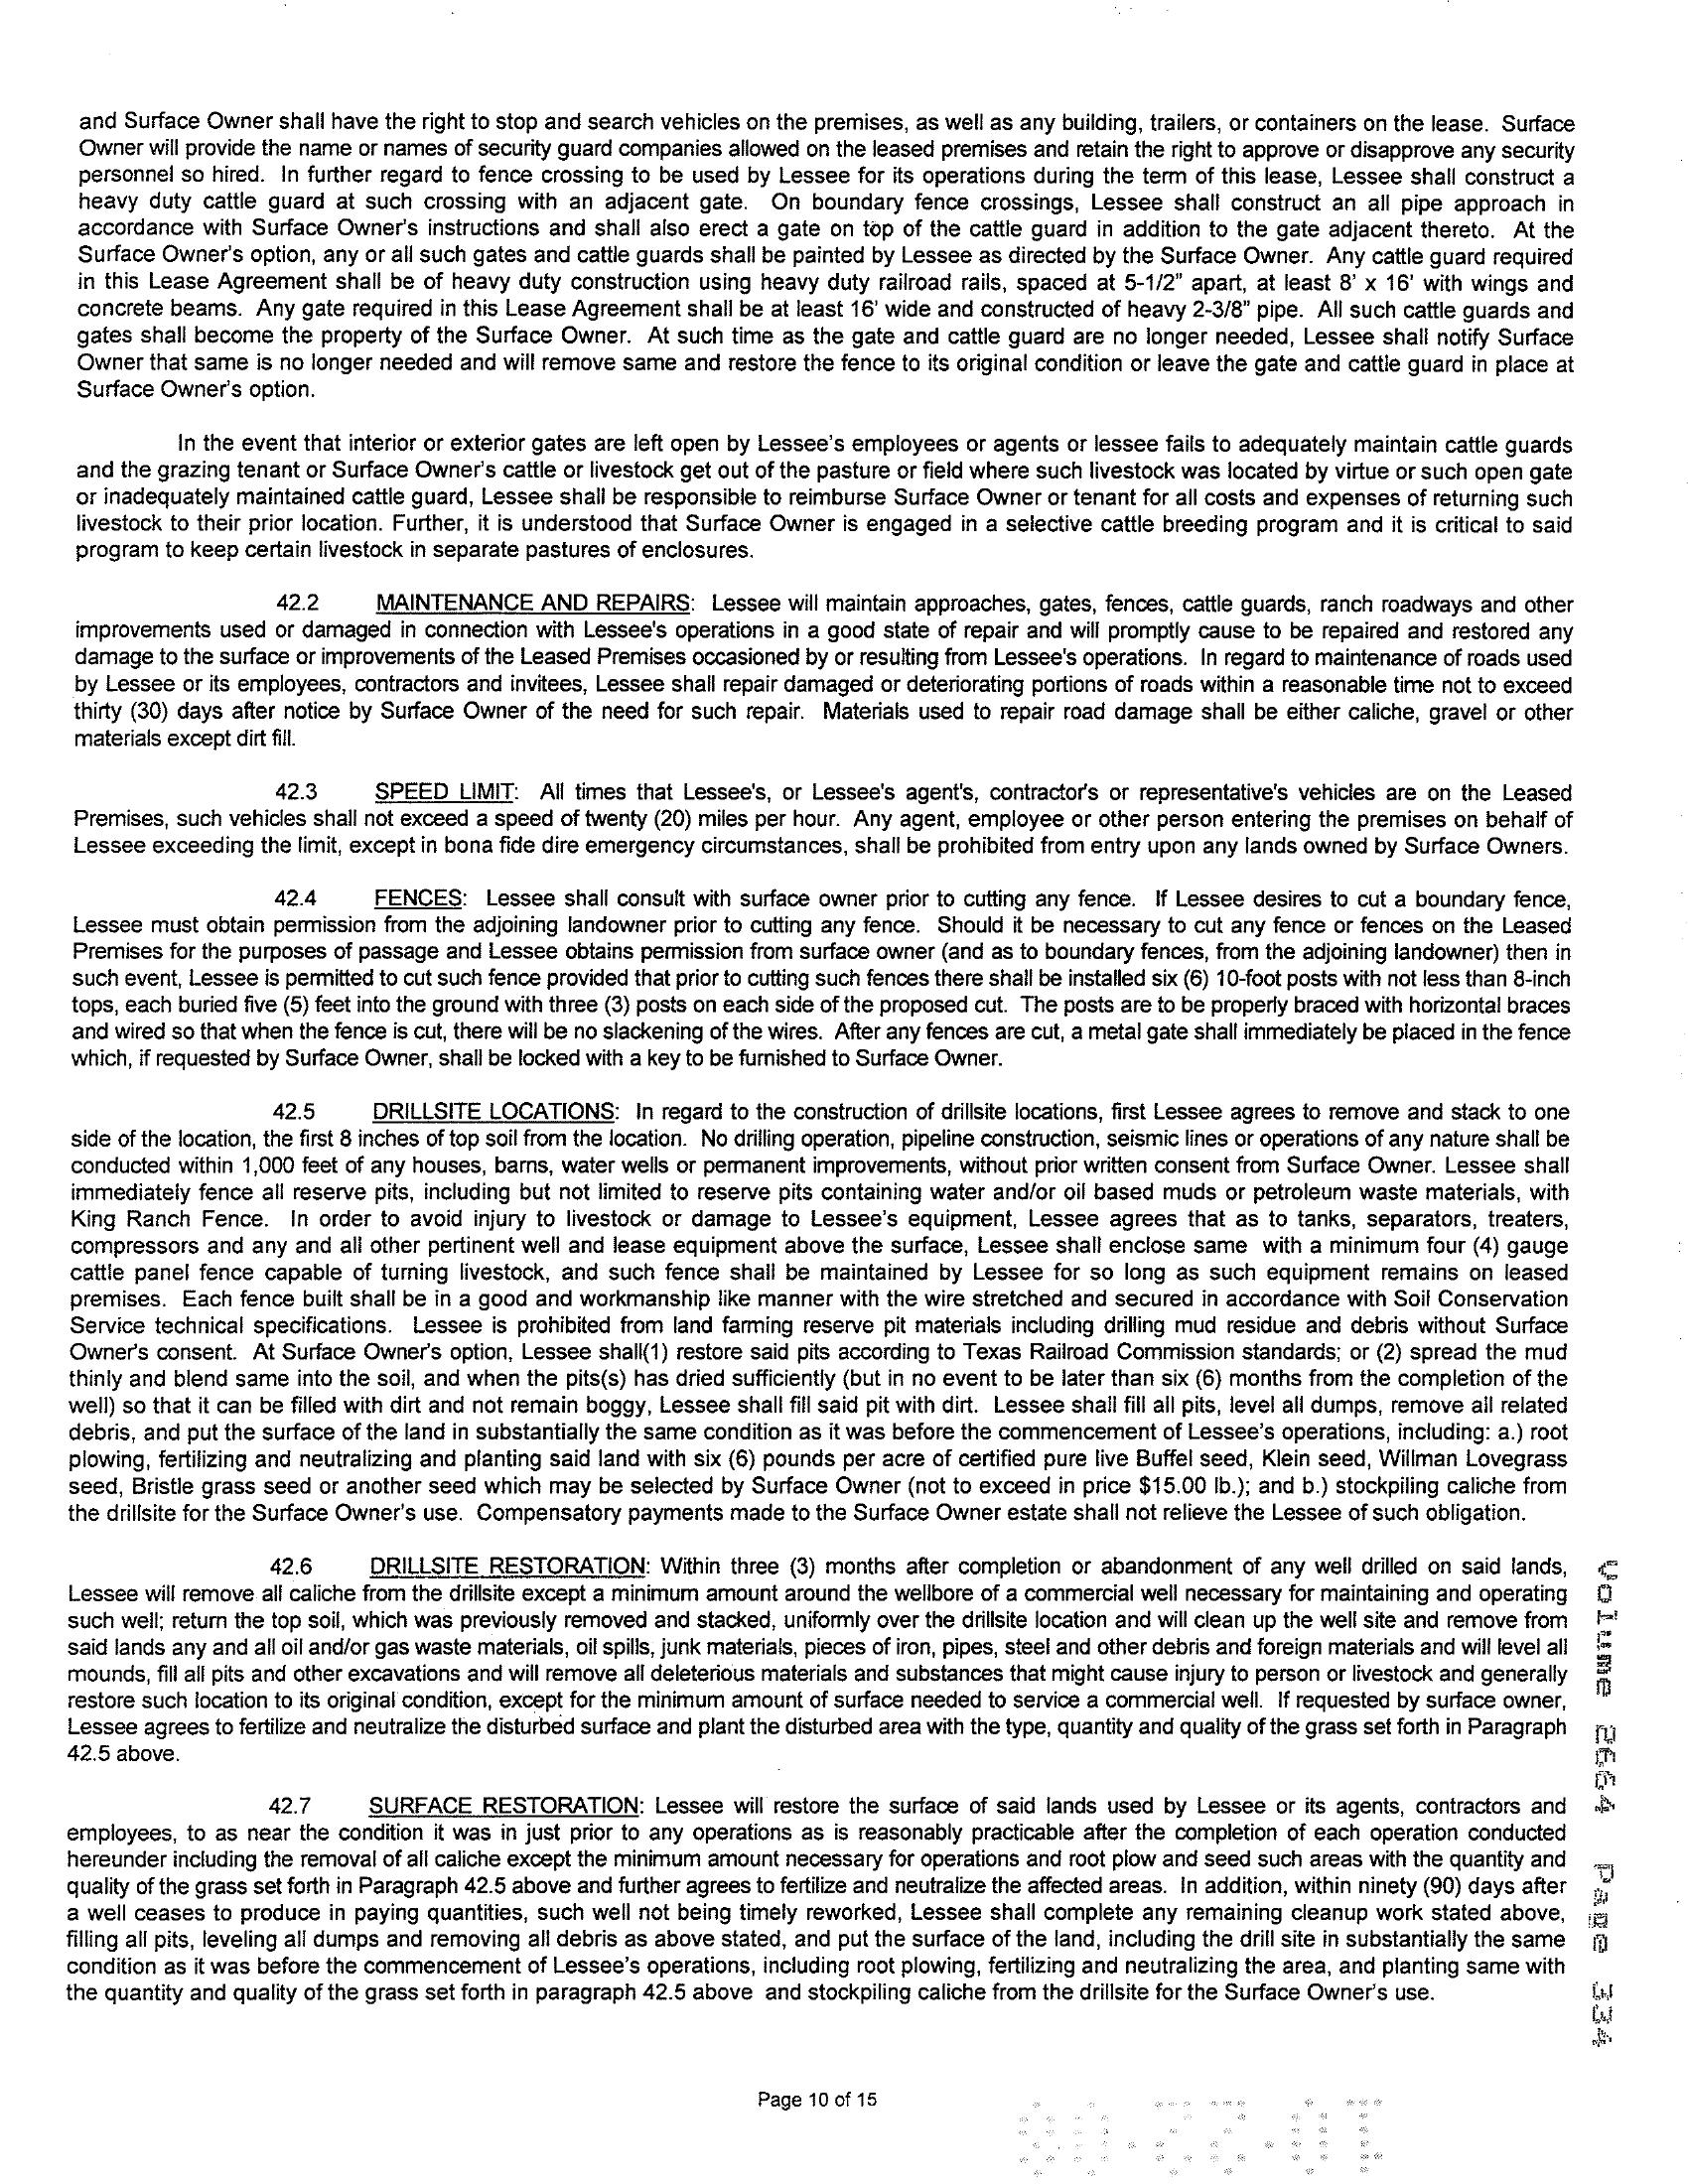 and Surface Owner shall have the right to stop and search vehicles on the premises, as well as any building, trailers, or containers on the lease. Surface
Owner will provide the name or names of security guard companies allowed on the leased premises and retain the right to approve or disapprove any security
personnel so hired. In further regard to fence crossing to be used by Lessee for its operations during the term of this lease, Lessee shall construct a
heavy duty cattle guard at such crossing with an adjacent gate. On boundary fence crossings, Lessee shall construct an all pipe approach in
accordance with Surface Owner's instructions and shall also erect a gate on top of the cattle guard in addition to the gate adjacent thereto. At the
Surface Owner's option, any or all such gates and cattle guards shall be painted by Lessee as directed by the Surface Owner. Any cattle guard required
in this Lease Agreement shall be of heavy duty construction using heavy duty railroad rails, spaced at 5-1/2" apart, at least 8' x 16' with wings and
concrete beams. Any gate required in this Lease Agreement shall be at least 16' wide and constructed of heavy 2-3/8" pipe. All such cattle guards and
gates shall become the property of the Surface Owner. At such time as the gate and cattle guard are no longer needed, Lessee shall notify Surface
Owner that same is no longer needed and will remove same and restore the fence to its original condition or leave the gate and cattle guard in place at
Surface Owner's option.
In the event that interior or exterior gates are left open by Lessee's employees or agents or lessee fails to adequately maintain cattle guards
and the grazing tenant or Surface Owner's cattle or livestock get out of the pasture or field where such livestock was located by virtue or such open gate
or inadequately maintained cattle guard, Lessee shall be responsible to reimburse Surface Owner or tenant for all costs and expenses of returning such
livestock to their prior location. Further, it is understood that Surface Owner is engaged in a selective cattle breeding program and it is critical to said
program to keep certain livestock in separate pastures of enclosures.
42.2 MAINTENANCE AND REPAIRS: Lessee will maintain approaches, gates, fences, cattle guards, ranch roadways and other
improvements used or damaged in connection with Lessee's operations in a good state of repair and will promptly cause to be repaired and restored any
damage to the surface or improvements of the Leased Premises occasioned by or resulting from Lessee's operations. In regard to maintenance of roads used
by Lessee or its employees, contractors and invitees, Lessee shall repair damaged or deteriorating portions of roads within a reasonable time not to exceed
thirty (30) days after notice by Surface Owner of the need for such repair. Materials used to repair road damage shall be either caliche, gravel or other
materials except dirt fill.
42.3 SPEED LIMIT: All times that Lessee's, or Lessee's agent's, contractor's or representative's vehicles are on the Leased
Premises, such vehicles shall not exceed a speed of twenty (20) miles per hour. Any agent, employee or other person entering the premises on behalf of
Lessee exceeding the limit, except in bona fide dire emergency circumstances, shall be prohibited from entry upon any lands owned by Surface Owners.
42.4 FENCES: Lessee shall consult with surface owner prior to cutting any fence. If Lessee desires to cut a boundary fence,
Lessee must obtain permission from the adjoining landowner prior to cutting any fence. Should it be necessary to cut any fence or fences on the Leased
Premises for the purposes of passage and Lessee obtains permission from surface owner (and as to boundary fences, from the adjoining landowner) then in
such event, Lessee is permitted to cut such fence provided that prior to cutting such fences there shall be installed six (6) 10-foot posts with not less than 8-inch
tops, each buried five (5) feet into the ground with three (3) posts on each side of the proposed cut. The posts are to be properly braced with horizontal braces
and wired so that when the fence is cut, there will be no slackening of the wires. After any fences are cut, a metal gate shall immediately be placed in the fence
which, if requested by Surface Owner, shall be locked with a key to be furnished to Surface Owner.
42.5 DRILLSITE LOCATIONS: In regard to the construction of drillsite locations, first Lessee agrees to remove and stack to one
side of the location, the first 8 inches of top soil from the location. No drilling operation, pipeline construction, seismic lines or operations of any nature shall be
conducted within 1,000 feet of any houses, barns, water wells or permanent improvements, without prior written consent from Surface Owner. Lessee shall
immediately fence all reserve pits, including but not limited to reserve pits containing water and/or oil based muds or petroleum waste materials, with
King Ranch Fence. In order to avoid injury to livestock or damage to Lessee's equipment, Lessee agrees that as to tanks, separators, treaters,
compressors and any and all other pertinent well and lease equipment above the surface, Lessee shall enclose same with a minimum four (4) gauge
cattle panel fence capable of turning livestock, and such fence shall be maintained by Lessee for so long as such equipment remains on leased
premises. Each fence built shall be in a good and workmanship like manner with the wire stretched and secured in accordance with Soil Conservation
Service technical specifications. Lessee is prohibited from land farming reserve pit materials including drilling mud residue and debris without Surface
Owner's consent. At Surface Owner's option, Lessee shall(1) restore said pits according to Texas Railroad Commission standards; or (2) spread the mud
thinly and blend same into the soil, and when the pits(s) has dried sufficiently (but in no event to be later than six (6) months from the completion of the
well) so that it can be filled with dirt and not remain boggy, Lessee shall fill said pit with dirt. Lessee shall fill all pits, level all dumps, remove all related
debris, and put the surface of the land in substantially the same condition as it was before the commencement of Lessee's operations, including: a.) root
plowing, fertilizing and neutralizing and planting said land with six (6) pounds per acre of certified pure live Buffel seed, Klein seed, Willman Lovegrass
seed, Bristle grass seed or another seed which may be selected by Surface Owner (not to exceed in price $15.00 lb.); and b.) stockpiling caliche from
the drillsite for the Surface Owner's use. Compensatory payments made to the Surface Owner estate shall not relieve the Lessee of such obligation.
42.6 DRILLSITE RESTORATION: Within three (3) months after completion or abandonment of any well drilled on said lands,
Lessee will remove all caliche from the drillsite except a minimum amount around the wellbore of a commercial well necessary for maintaining and operating
such well; return the top soil, which was previously removed and stacked, uniformly over the drillsite location and will clean up the well site and remove from
said lands any and all oil and/or gas waste materials, oil spills, junk materials, pieces of iron, pipes, steel and other debris and foreign materials and will level all
mounds, fill all pits and other excavations and will remove all deleterious materials and substances that might cause injury to person or livestock and generally
restore such location to its original condition, except for the minimum amount of surface needed to service a commercial well. If requested by surface owner,
Lessee agrees to fertilize and neutralize the disturbed surface and plant the disturbed area with the type, quantity and quality of the grass set forth in Paragraph
42.5 above.
42.7 SURFACE RESTORATION: Lessee will restore the surface of said lands used by Lessee or its agents, contractors and
employees, to as near the condition it was in just prior to any operations as is reasonably practicable after the completion of each operation conducted
hereunder including the removal of all caliche except the minimum amount necessary for operations and root plow and seed such areas with the quantity and
quality of the grass set forth in Paragraph 42.5 above and further agrees to fertilize and neutralize the affected areas. In addition, within ninety (90) days after
a well ceases to produce in paying quantities, such well not being timely reworked, Lessee shall complete any remaining cleanup work stated above,
filling all pits, leveling all dumps and removing all debris as above stated, and put the surface of the land, including the drill site in substantially the same
condition as it was before the commencement of Lessee's operations, including root plowing, fertilizing and neutralizing the area, and planting same with
the quantity and quality of the grass set forth in paragraph 42.5 above and stockpiling caliche from the drillsite for the Surface Owner's use.
Page 10 of 15
Volume 2664 Page 334